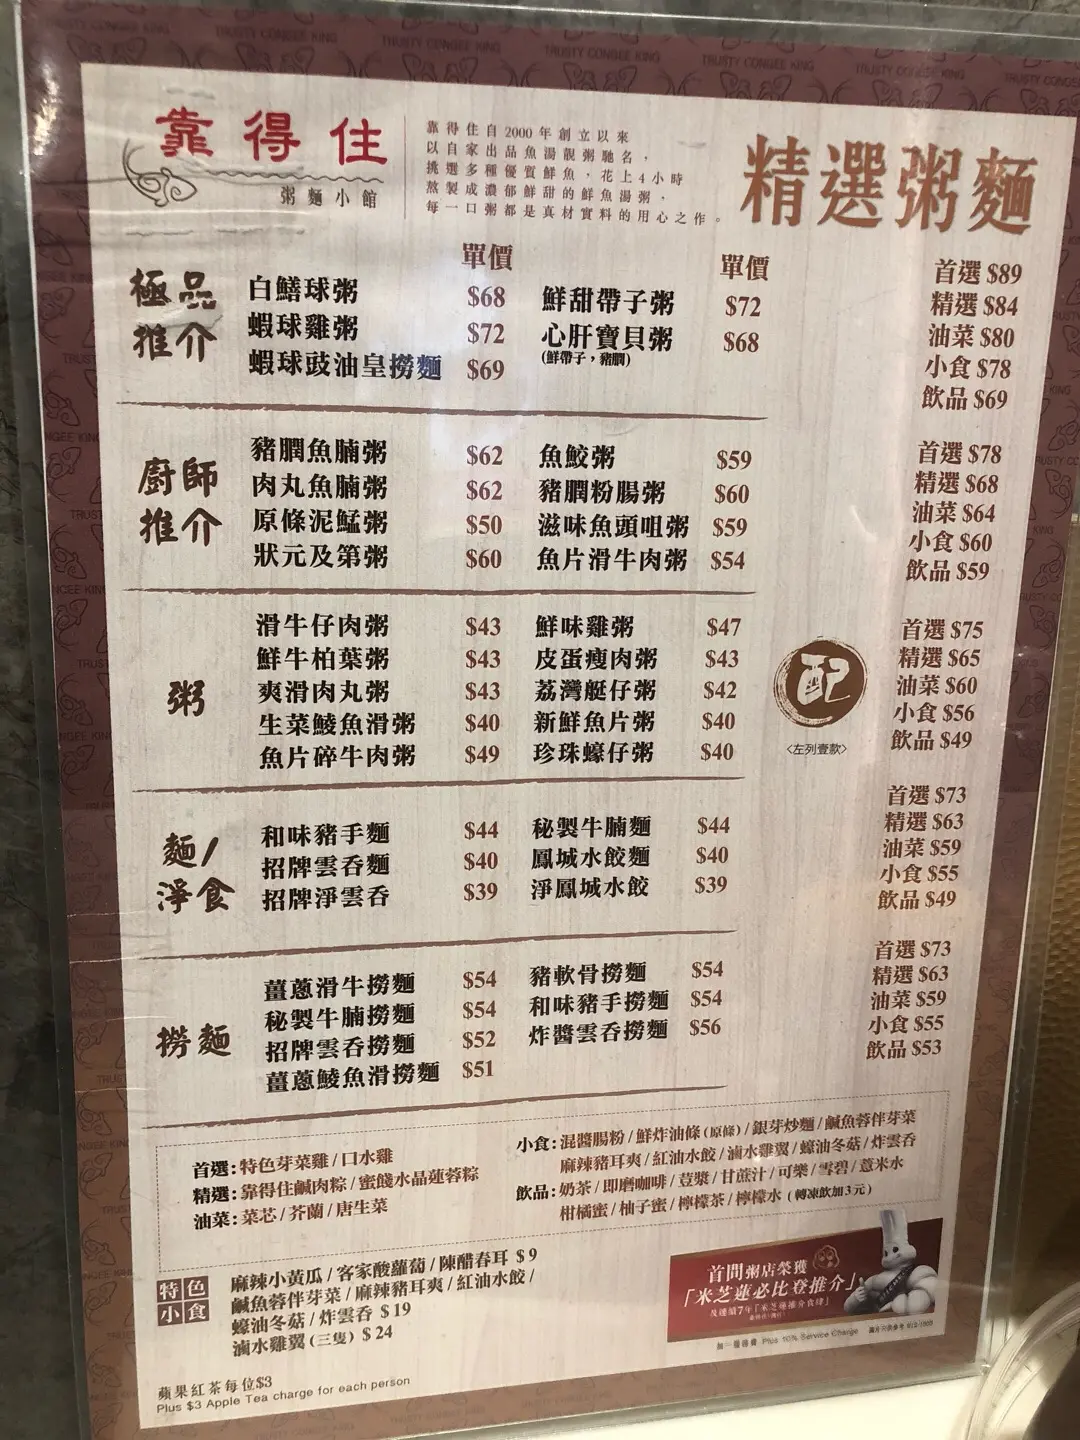 靠得住
粥麵小館
靠得住自2000年創立以來
以自家出品魚湯靚粥馳名，
挑選多種優質鮮魚，花上4小時
熬製成濃郁鮮甜的鮮魚湯粥，
每一口粥都是真材實料的用心之作。
精選粥麵
單價
單價
極品
推介
白鱔球粥 $68 鮮甜帶子粥 $72
蝦球雞粥 $72 心肝寶貝粥 $68
(鮮帶子，豬膶)
蝦球豉油皇撈麵 $69
首選 $89
精選 $84
油菜 $80
小食 $78
飲品 $69
廚師
推介
豬膶魚腩粥 $62 魚鮫粥 $59
肉丸魚腩粥 $62 豬膶粉腸粥 $60
原條泥鯭粥 $50 滋味魚頭咀粥 $59
狀元及第粥 $60 魚片滑牛肉粥 $54
首選 $78
精選 $68
油菜 $64
小食 $60
飲品 $59
粥
滑牛仔肉粥 $43 鮮味雞粥 $47
鮮牛柏葉粥 $43 皮蛋瘦肉粥 $43
爽滑肉丸粥 $43 荔灣艇仔粥 $42
生菜鯪魚滑粥 $40 新鮮魚片粥 $40
魚片碎牛肉粥 $49 珍珠蠔仔粥 $40
配
〈左列壹款〉
首選 $75
精選 $65
油菜 $60
小食 $56
飲品 $49
麵/
淨食
和味豬手麵 $44 秘製牛腩麵 $44
招牌雲吞麵 $40 鳳城水餃麵 $40
招牌淨雲吞 $39 淨鳳城水餃 $39
首選 $73
精選 $63
油菜 $59
小食 $55
飲品 $49
撈麵
薑蔥滑牛撈麵 $54 豬軟骨撈麵 $54
秘製牛腩撈麵 $54 和味豬手撈麵 $54
招牌雲吞撈麵 $52 炸醬雲吞撈麵 $56
薑蔥鯪魚滑撈麵 $51
首選 $73
精選 $63
油菜 $59
小食 $55
飲品 $53
首選:特色芽菜雞/口水雞
精選:靠得住鹹肉粽/蜜餞水晶蓮蓉粽
油菜:菜芯/芥蘭/唐生菜
小食:混醬腸粉/鮮炸油條(原條)/銀芽炒麵/鹹魚蓉伴芽菜
麻辣豬耳爽/紅油水餃/滷水雞翼/蠔油冬菇/炸雲吞
飲品:奶茶/即磨咖啡/荳漿/甘蔗汁/可樂/雪碧/薏米水
柑橘蜜/柚子蜜/檸檬茶/檸檬水(轉凍飲加3元)
特色
小食
麻辣小黃瓜/客家酸蘿蔔/陳醋春耳 $9
鹹魚蓉伴芽菜/麻辣豬耳爽/紅油水餃/
蠔油冬菇/炸雲吞 $19
滷水雞翼(三隻) $24
首間粥店榮獲
「米芝蓮必比登推介」
及連續7年「米芝蓮推介食肆」
加一服務費 Plus 10% Service Charge
蘋果紅茶每位$3
Plus $3 Apple Tea charge for each person